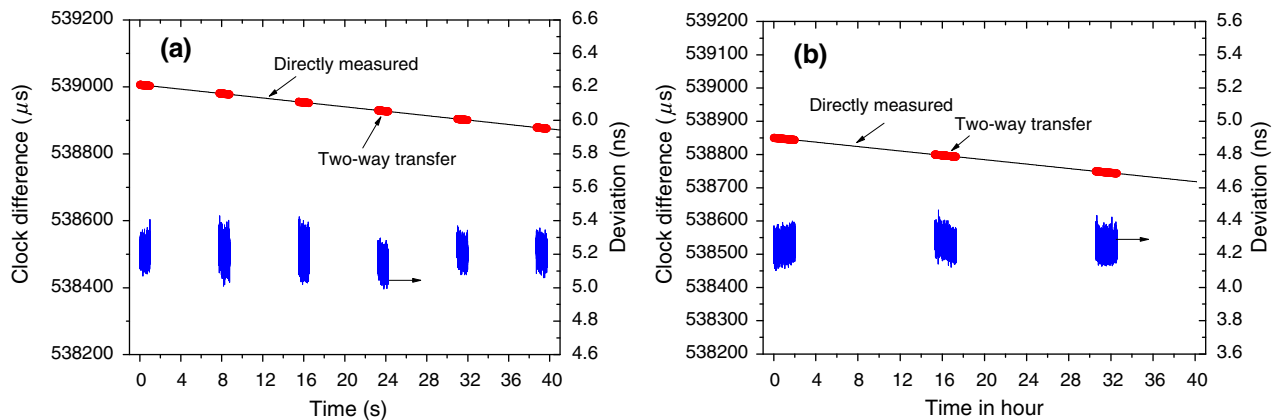 (a)
Clock difference (μs)
539200
539000
538800
538600
538400
538200
Directly measured
Two-way transfer
6.6
6.4
6.2
6.0
5.8
5.6
5.4
5.2
5.0
4.8
4.6
Deviation (ns)
0 4 8 12 16 20 24 28 32 36 40
Time (s)
(b)
Clock difference (μs)
539200
539100
539000
538900
538850
538800
538700
538600
538500
538400
538300
538200
Directly measured
Two-way transfer
5.6
5.4
5.2
5.0
4.8
4.6
4.4
4.2
4.0
3.8
3.6
Deviation (ns)
0 4 8 12 16 20 24 28 32 36 40
Time in hour